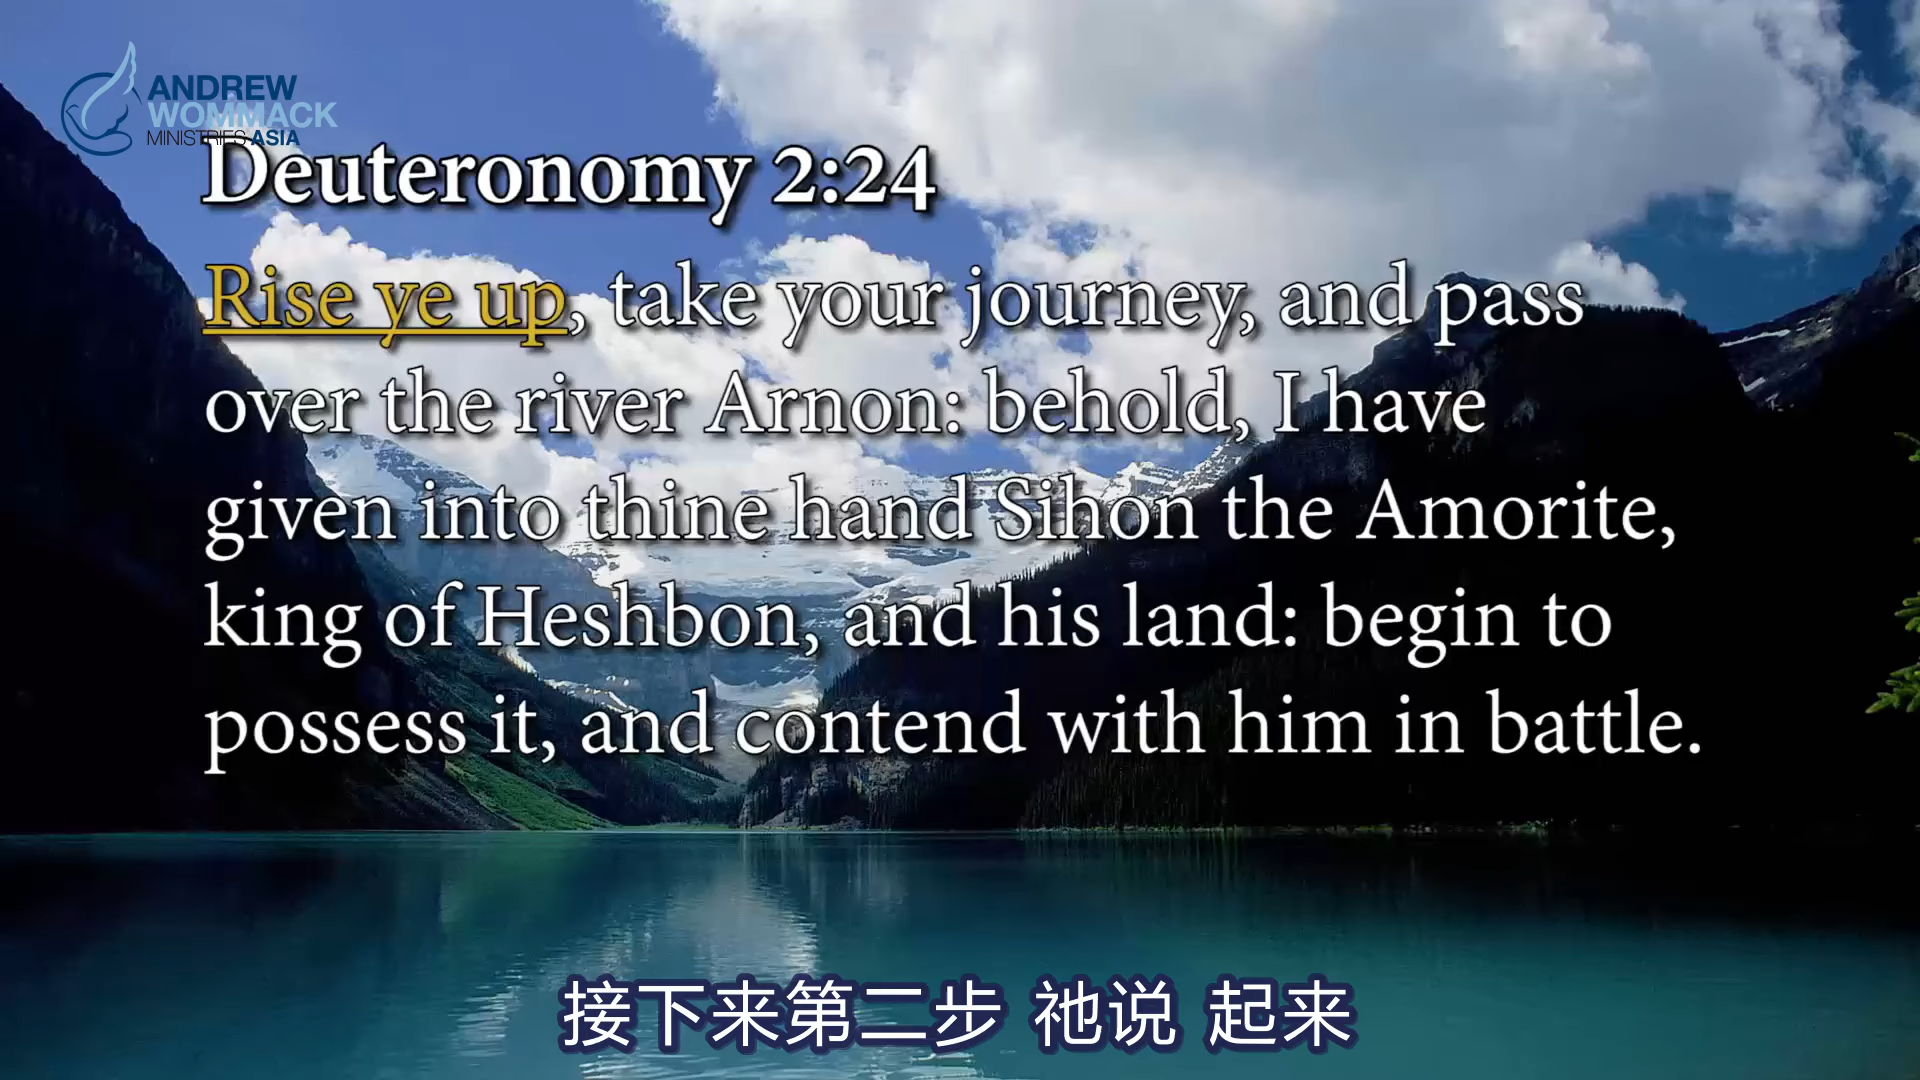 ANDREW
WOMMACK
MINISTRIES ASIA
Deuteronomy 2:24
Rise ye up, take your journey, and pass
over the river Arnon: behold, I have
given into thine hand Sihon the Amorite,
king of Heshbon, and his land: begin to
possess it, and contend with him in battle.
接下来第二步 祂说 起来